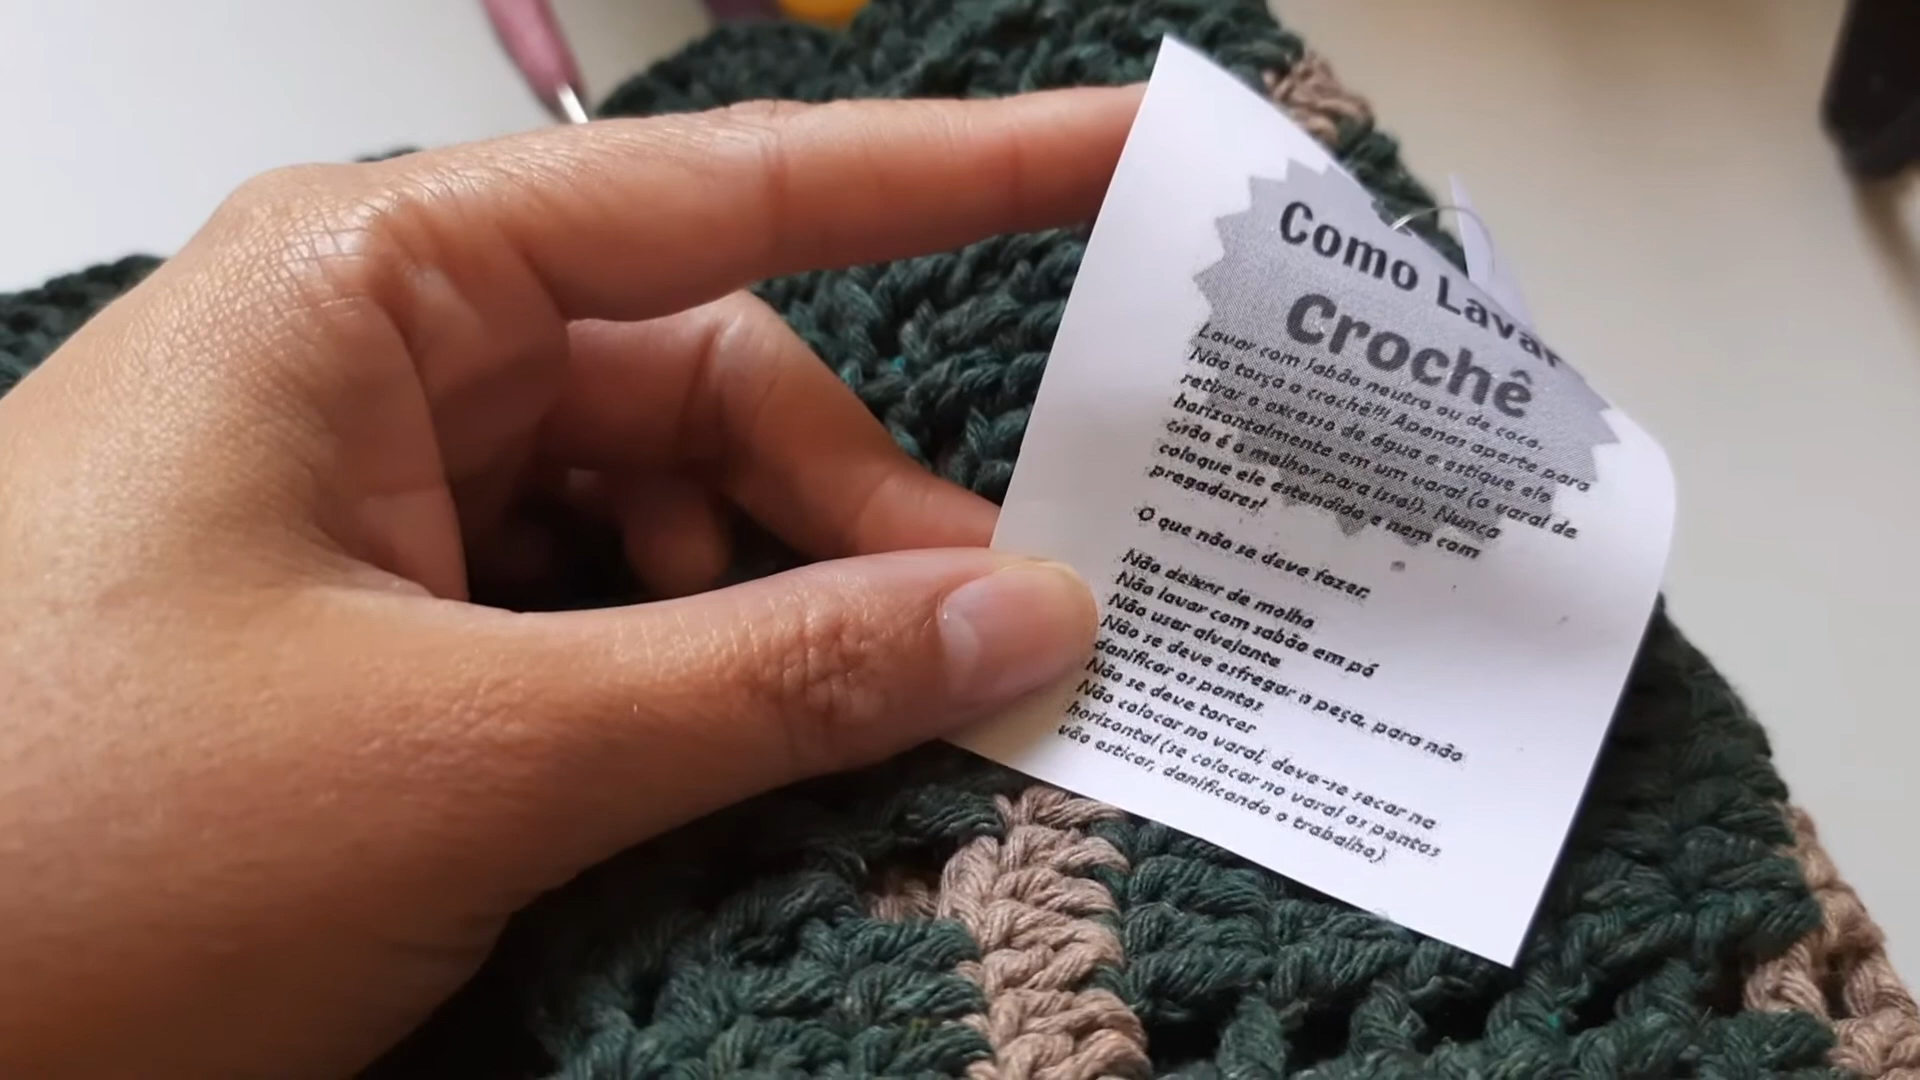 Como Lavar
Crochê
Lavar com Sabão neutro ou de coco.
Não torça o crochê!!! Apenas aperte para
retirar o excesso de água e estique ele
horizontalmente em um varal (o varal de
chão é o melhor para isso!). Nunca
coloque ele estendido e nem com
pregadores!
O que não se deve fazer:
Não deixar de molho
Não lavar com sabão em pó
Não usar alvejante
Não se deve esfregar a peça, para não
danificar os pontos
Não se deve torcer
Não colocar no varal, deve-se secar na
horizontal (se colocar no varal os pontos
vão esticar, danificando o trabalho)